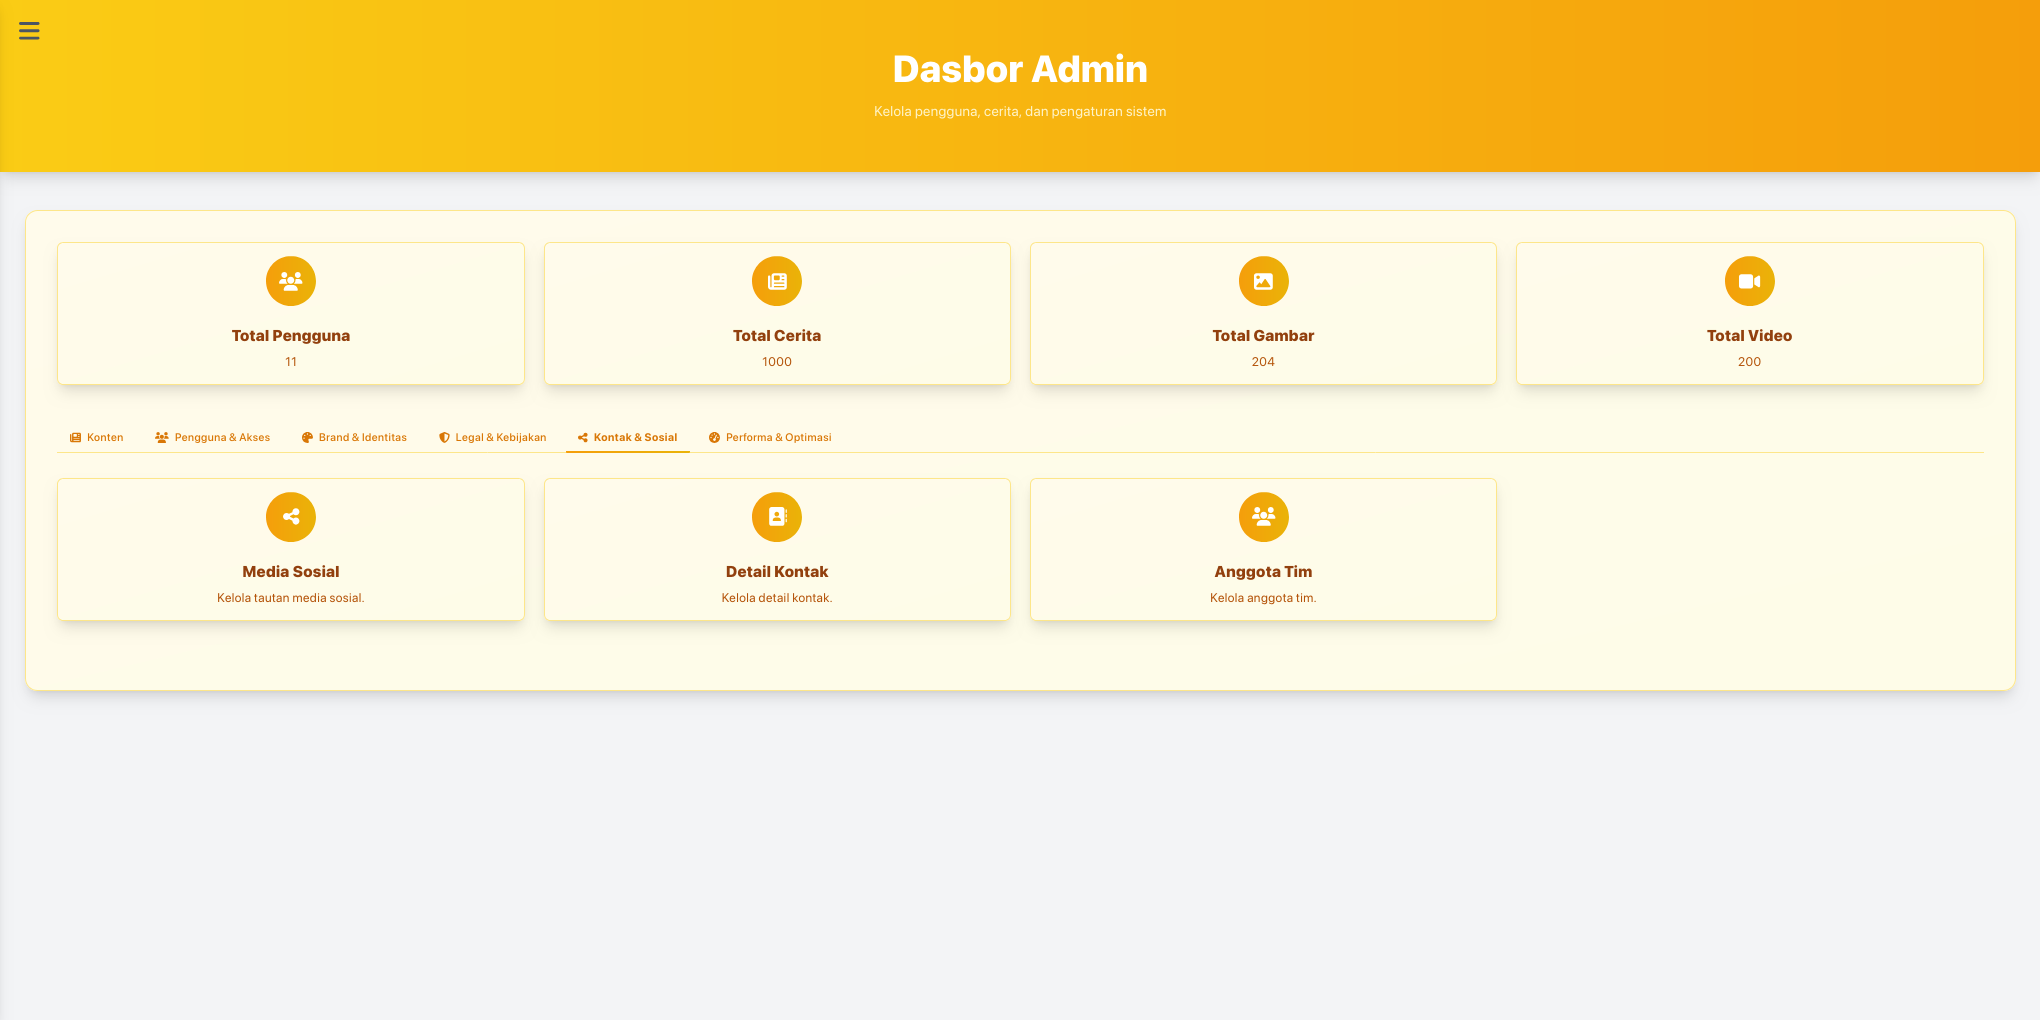 Dasbor Admin
Kelola pengguna, cerita, dan pengaturan sistem
Total Pengguna
11
Total Cerita
1000
Total Gambar
204
Total Video
200
Konten
Pengguna & Akses
Brand & Identitas
Legal & Kebijakan
Kontak & Sosial
Performa & Optimasi
Media Sosial
Kelola tautan media sosial.
Detail Kontak
Kelola detail kontak.
Anggota Tim
Kelola anggota tim.